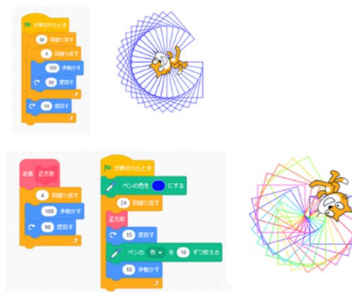 が押されたとき
36 回繰り返す
4 回繰り返す
100 歩動かす
90 度回す
10 度回す
定義 正方形
4 回繰り返す
100 歩動かす
90 度回す
が押されたとき
ペンの色を にする
24 回繰り返す
正方形
15 度回す
ペンの 色 を 16 ずつ変える
10 歩動かす